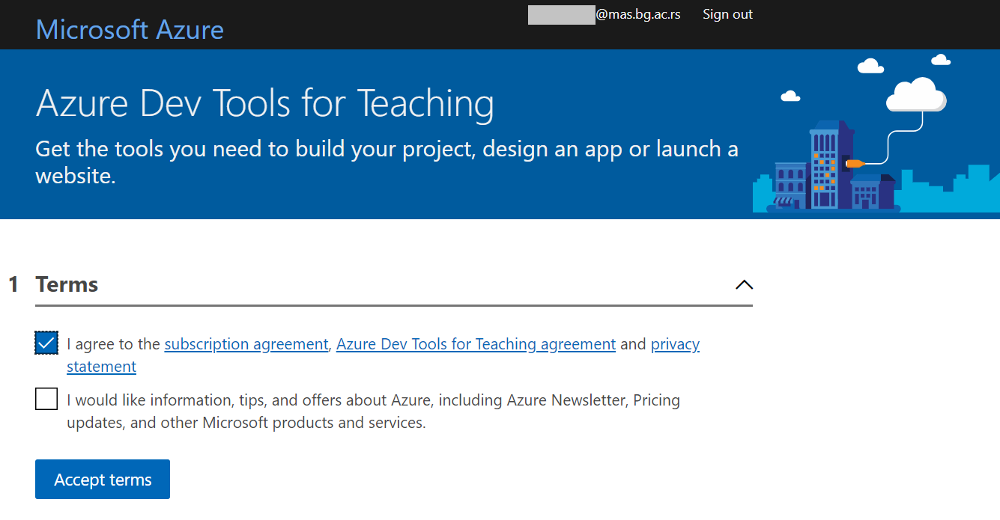 @mas.bg.ac.rs Sign out
Microsoft Azure
Azure Dev Tools for Teaching
Get the tools you need to build your project, design an app or launch a
website.
1 Terms
I agree to the subscription agreement, Azure Dev Tools for Teaching agreement and privacy
statement
I would like information, tips, and offers about Azure, including Azure Newsletter, Pricing
updates, and other Microsoft products and services.
Accept terms